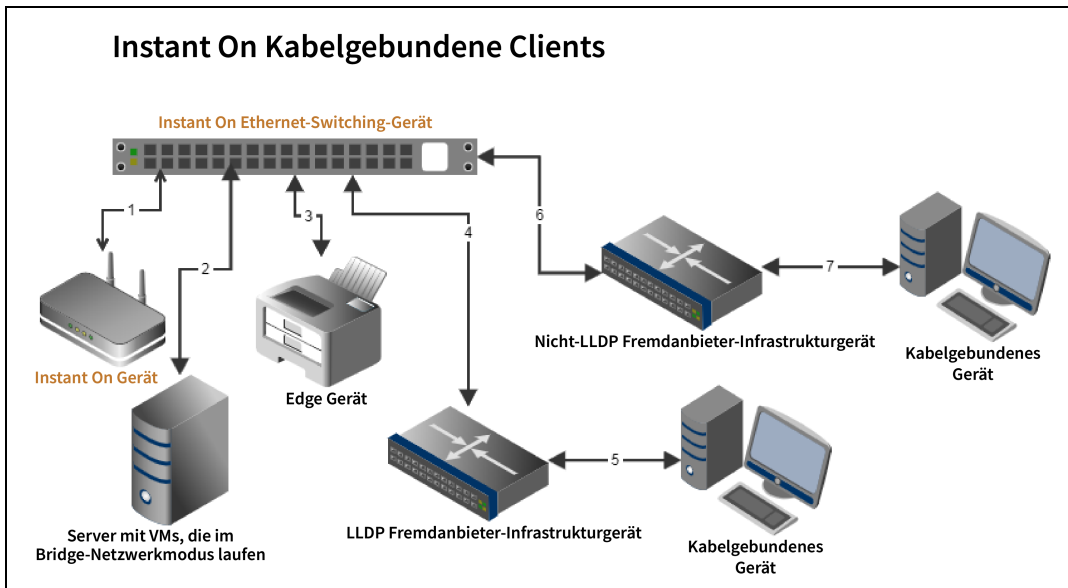 Instant On Kabelgebundene Clients
Instant On Ethernet-Switching-Gerät
1
2
3
4
6
7
Instant On Gerät
Edge Gerät
Nicht-LLDP Fremdanbieter-Infrastrukturgerät
Kabelgebundenes
Gerät
5
Server mit VMs, die im
Bridge-Netzwerkmodus laufen
LLDP Fremdanbieter-Infrastrukturgerät
Kabelgebundenes
Gerät